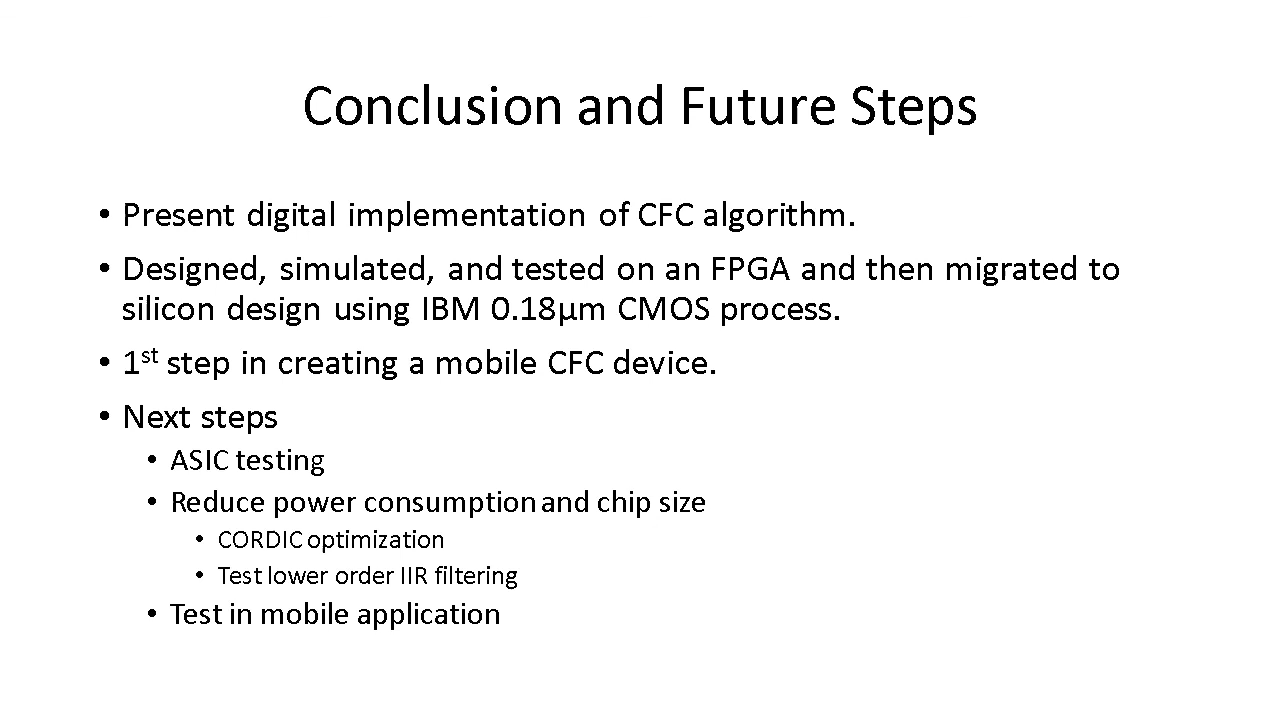 Conclusion and Future Steps
• Present digital implementation of CFC algorithm.
• Designed, simulated, and tested on an FPGA and then migrated to
silicon design using IBM 0.18µm CMOS process.
• 1st step in creating a mobile CFC device.
• Next steps
• ASIC testing
• Reduce power consumption and chip size
• CORDIC optimization
• Test lower order IIR filtering
• Test in mobile application